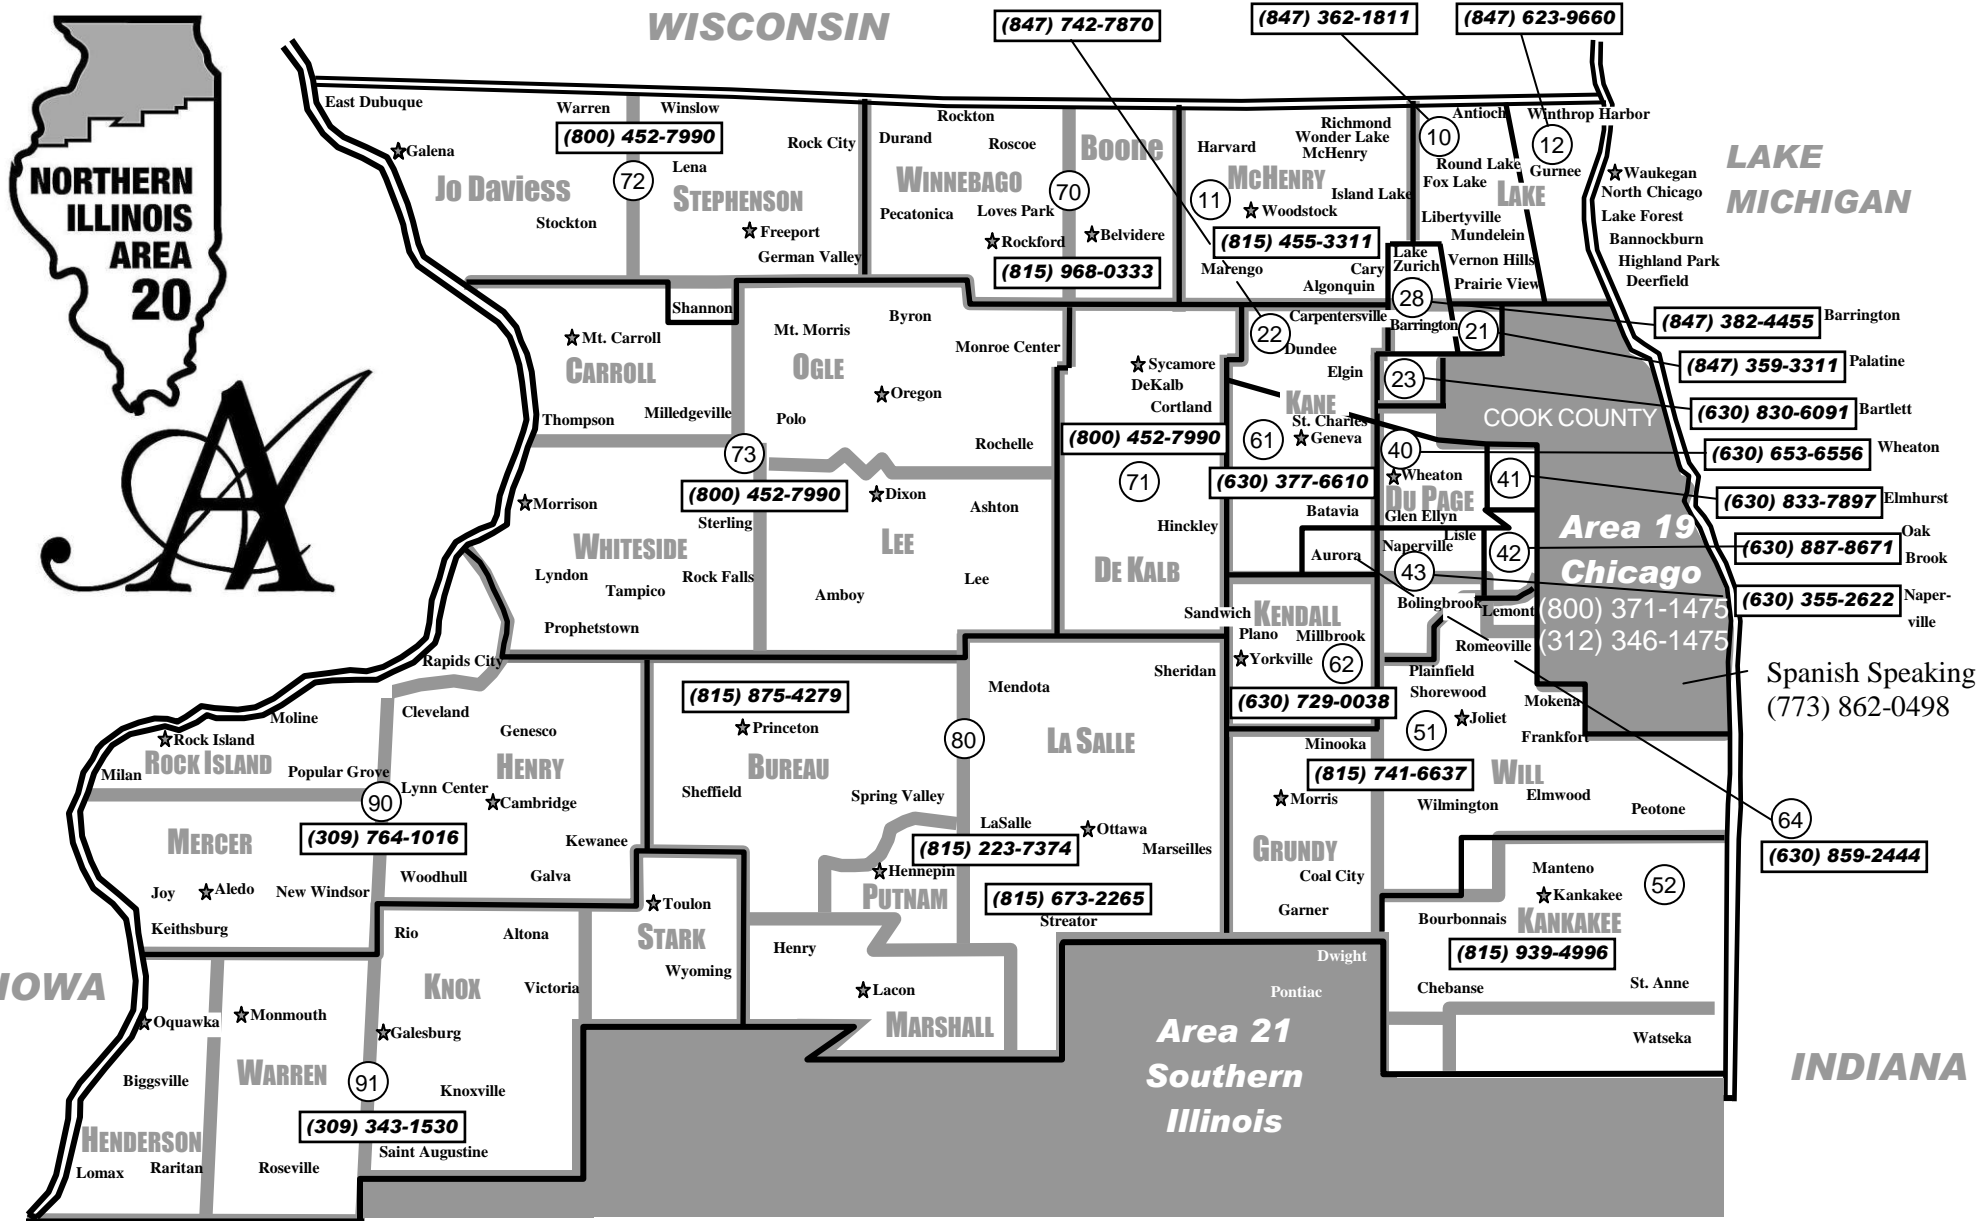 WISCONSIN
(847) 742-7870
(847) 362-1811
(847) 623-9660
NORTHERN
ILLINOIS
AREA
20
AA
East Dubuque
Warren
Winslow
(800) 452-7990
Galena
Rock City
Lena
72
Jo Daviess
STEPHENSON
Stockton
Freeport
German Valley
Rockton
Durand
Roscoe
WINNEBAGO
Boone
70
Pecatonica
Loves Park
Rockford
Belvidere
(815) 968-0333
Richmond
Wonder Lake
McHenry
Harvard
MCHENRY
11
Island Lake
Woodstock
(815) 455-3311
Marengo
Cary
Algonquin
Antioch
Winthrop Harbor
10
12
Round Lake
Gurnee
Fox Lake
LAKE
Waukegan
North Chicago
Libertyville
Lake Forest
Mundelein
Bannockburn
Lake
Zurich
Vernon Hills
Highland Park
Prairie View
Deerfield
28
LAKE
MICHIGAN
Shannon
Mt. Carroll
CARROLL
Thompson
Milledgeville
Mt. Morris
Byron
OGLE
Monroe Center
Oregon
Polo
Rochelle
Sycamore
DeKalb
Cortland
(800) 452-7990
71
Hinckley
DE KALB
Sandwich
22
Carpentersville
Dundee
Elgin
KANE
St. Charles
Geneva
61
(630) 377-6610
Batavia
Aurora
Barrington
21
23
COOK COUNTY
(847) 382-4455 Barrington
(847) 359-3311 Palatine
(630) 830-6091 Bartlett
(630) 653-6556 Wheaton
(630) 833-7897 Elmhurst
(630) 887-8671 Oak
Brook
(630) 355-2622 Naper-
ville
40
Wheaton
41
DU PAGE
Glen Ellyn
Lisle
Naperville
42
43
Area 19
Chicago
(800) 371-1475
(312) 346-1475
Spanish Speaking
(773) 862-0498
73
(800) 452-7990
Morrison
Sterling
WHITESIDE
Lyndon
Tampico
Rock Falls
Prophetstown
Dixon
Ashton
LEE
Lee
Amboy
KENDALL
Plano
Millbrook
Yorkville
62
(630) 729-0038
Bolingbrook
Lemont
Romeoville
Plainfield
Shorewood
Mokena
Joliet
51
Frankfort
WILL
Elmwood
Wilmington
Peotone
64
(630) 859-2444
Minooka
(815) 741-6637
Morris
GRUNDY
Coal City
Garner
Rapids City
Moline
Cleveland
Rock Island
ROCK ISLAND
Milan
Popular Grove
Genesco
HENRY
Lynn Center
90
Cambridge
(309) 764-1016
Kewanee
MERCER
Woodhull
Galva
Joy
Aledo
New Windsor
Keithsburg
(815) 875-4279
Princeton
BUREAU
Sheffield
Spring Valley
80
Mendota
Sheridan
LA SALLE
LaSalle
Ottawa
(815) 223-7374
Marseilles
Hennepin
PUTNAM
(815) 673-2265
Streator
Toulon
STARK
Wyoming
Henry
Lacon
MARSHALL
Manteno
52
Kankakee
Bourbonnais
KANKAKEE
(815) 939-4996
Chebanse
St. Anne
Watseka
IOWA
INDIANA
Rio
Altona
KNOX
Victoria
Oquawka
Monmouth
Galesburg
WARREN
91
Biggsville
Knoxville
(309) 343-1530
HENDERSON
Saint Augustine
Lomax
Raritan
Roseville
Dwight
Pontiac
Area 21
Southern
Illinois